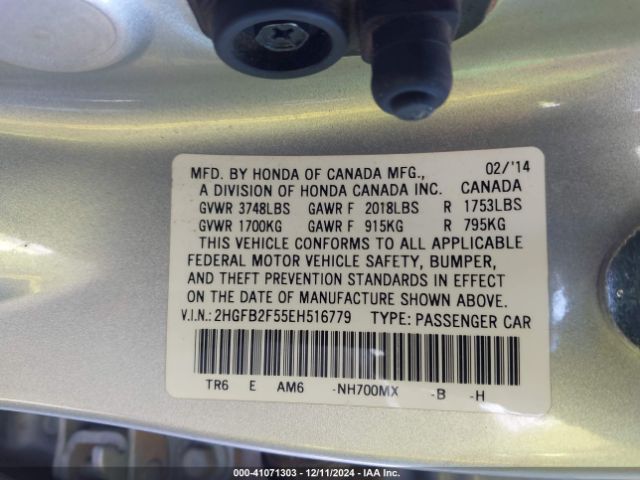 MFD. BY HONDA OF CANADA MFG., 02/'14
A DIVISION OF HONDA CANADA INC. CANADA
GVWR 3748LBS GAWR F 2018LBS R 1753LBS
GVWR 1700KG GAWR F 915KG R 795KG
THIS VEHICLE CONFORMS TO ALL APPLICABLE
FEDERAL MOTOR VEHICLE SAFETY, BUMPER,
AND THEFT PREVENTION STANDARDS IN EFFECT
ON THE DATE OF MANUFACTURE SHOWN ABOVE.
V.I.N.: 2HGFB2F55EH516779 TYPE: PASSENGER CAR
TR6 E AM6 -NH700MX -B -H
000-41071303 - 12/11/2024 - IAA Inc.